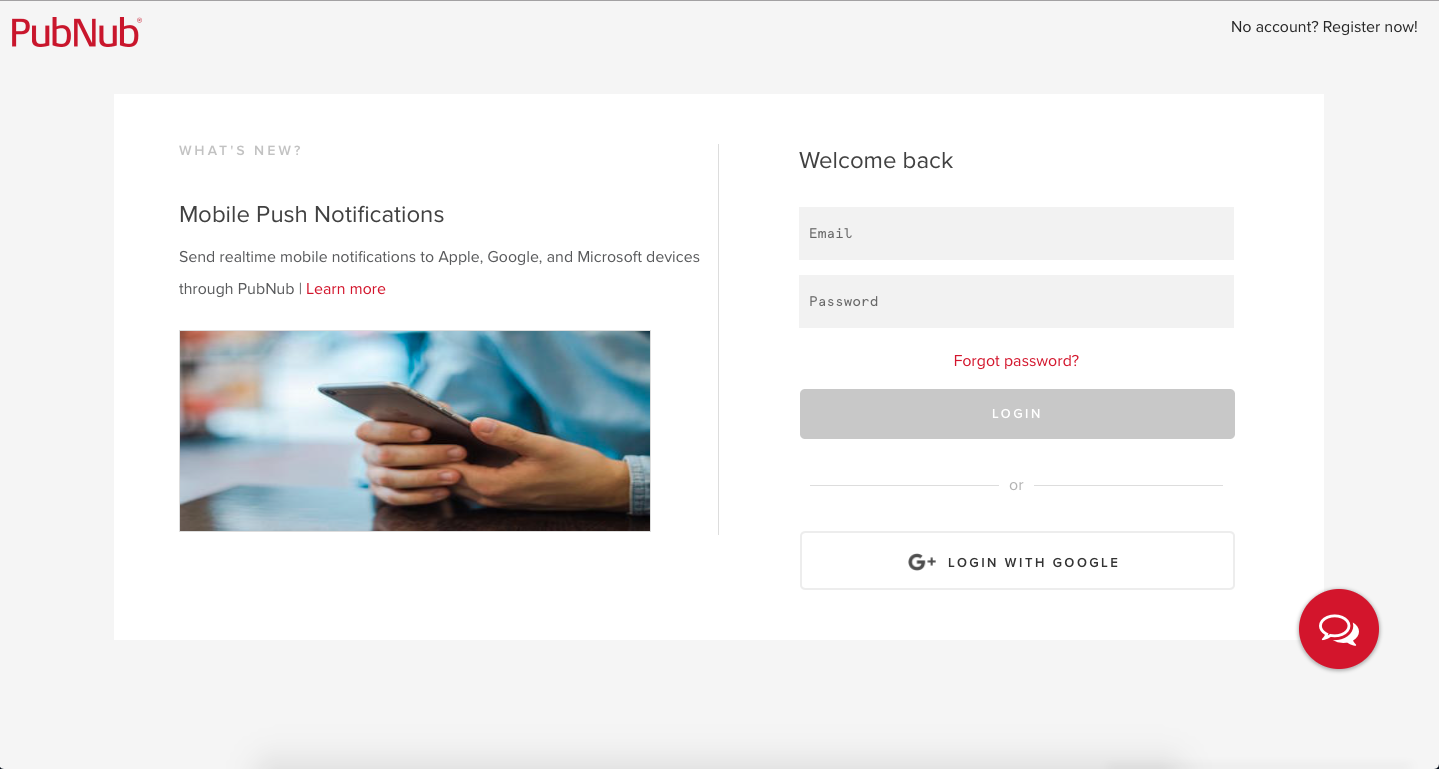 PubNub®
No account? Register now!
WHAT'S NEW?
Mobile Push Notifications
Send realtime mobile notifications to Apple, Google, and Microsoft devices
through PubNub | Learn more
Welcome back
Email
Password
Forgot password?
LOGIN
or
G+ LOGIN WITH GOOGLE